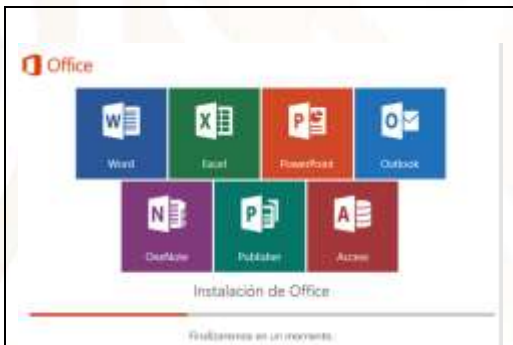 Office
Word Excel PowerPoint Outlook
OneNote Publisher Access
Instalación de Office
Finalizaremos en un momento.